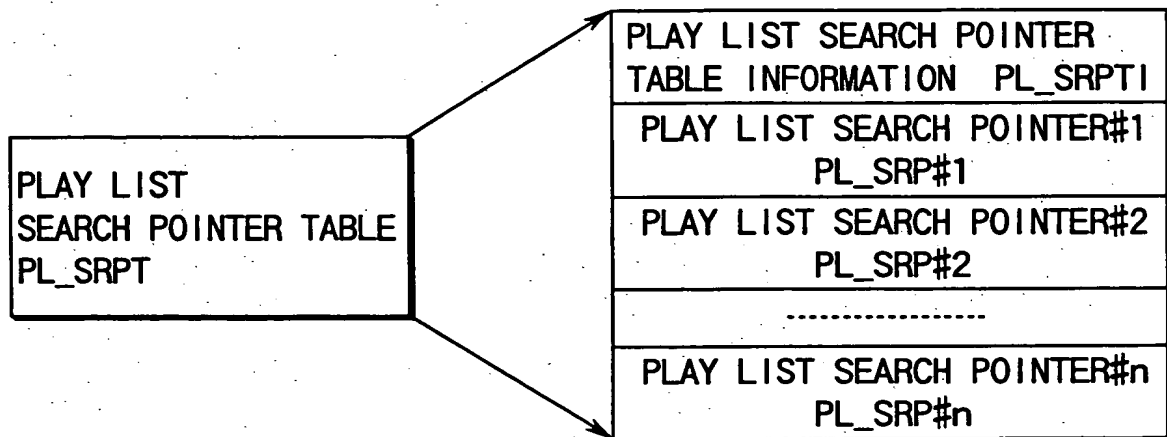 PLAY LIST
SEARCH POINTER TABLE
PL_SRPT
PLAY LIST SEARCH POINTER
TABLE INFORMATION PL_SRPTI
PLAY LIST SEARCH POINTER#1
PL_SRP#1
PLAY LIST SEARCH POINTER#2
PL_SRP#2
------------------
PLAY LIST SEARCH POINTER#n
PL_SRP#n